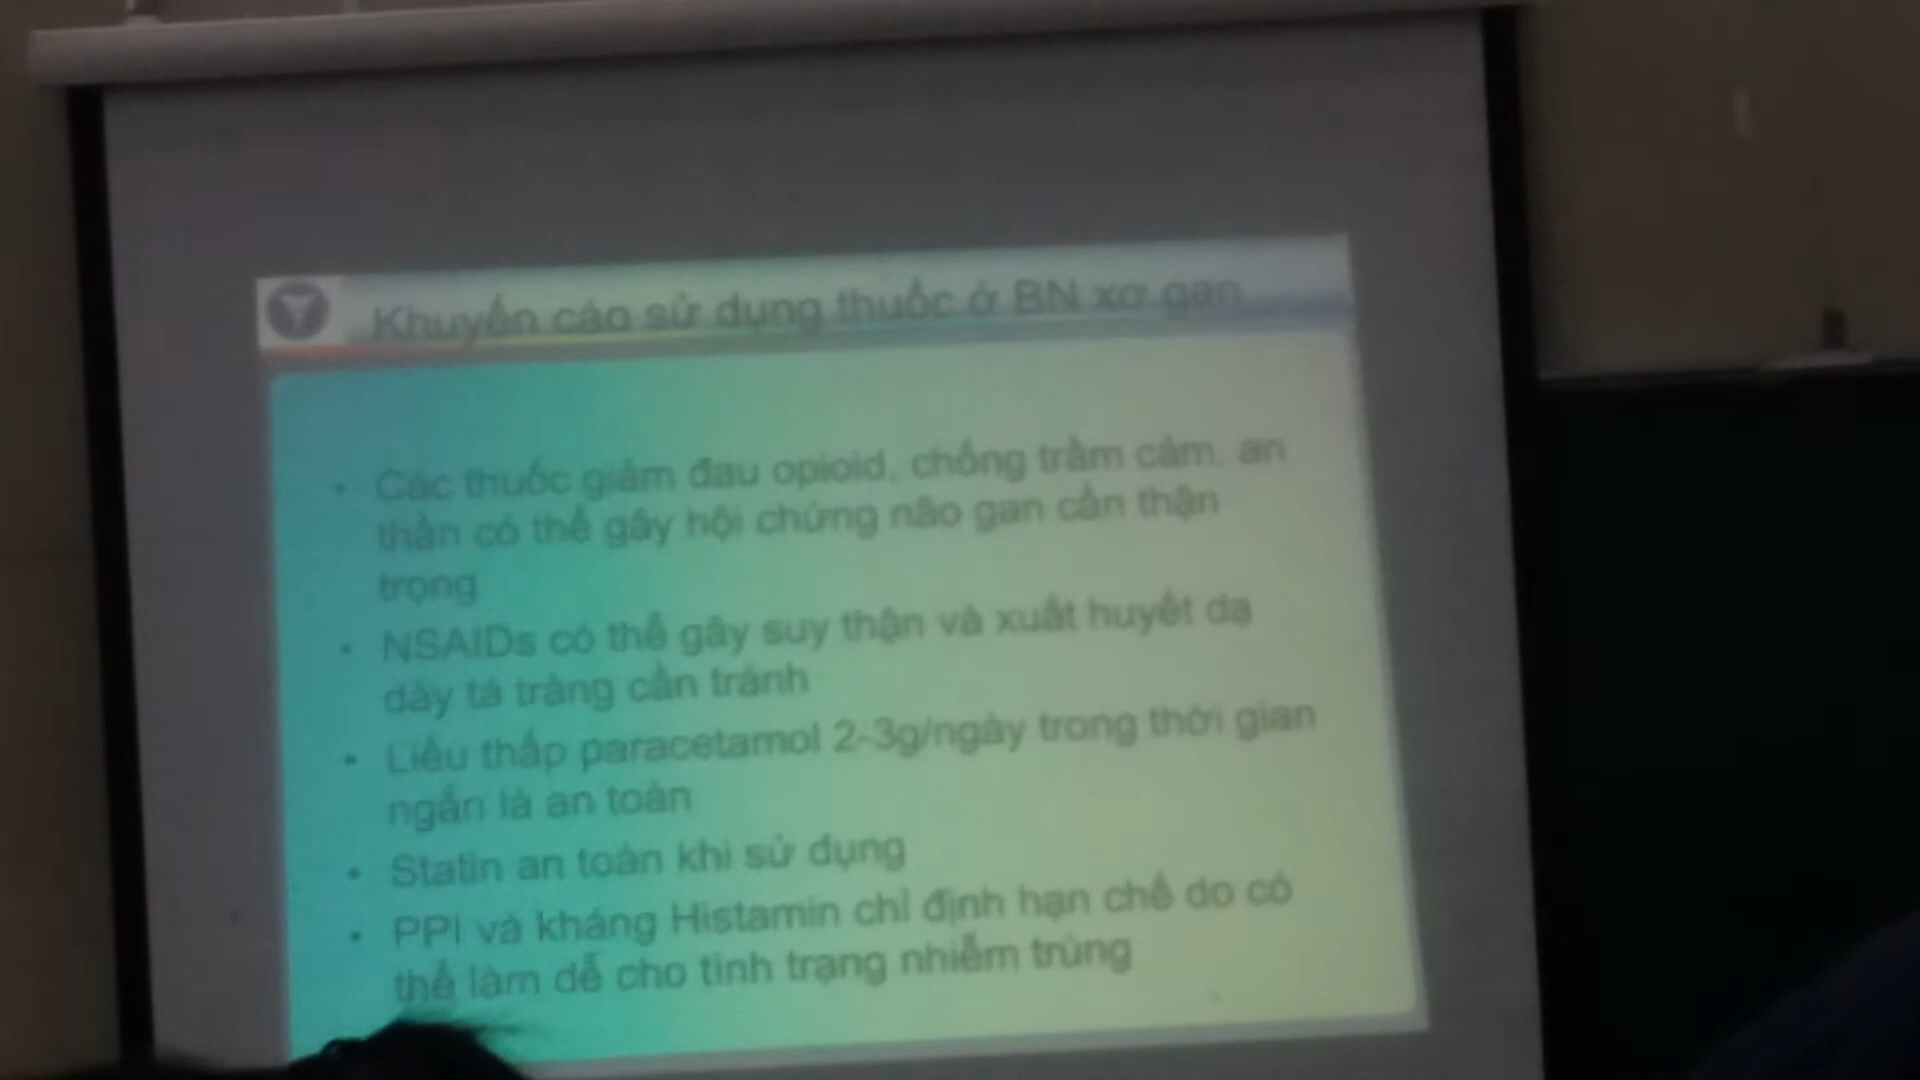 Khuyến cáo sử dụng thuốc ở BN xơ gan
• Các thuốc giảm đau opioid, chống trầm cảm, an
thần có thể gây hội chứng não gan cần thận
trọng
• NSAIDs có thể gây suy thận và xuất huyết dạ
dày tá tràng cần tránh
• Liều thấp paracetamol 2-3g/ngày trong thời gian
ngắn là an toàn
• Statin an toàn khi sử dụng
• PPI và kháng Histamin chỉ định hạn chế do có
thể làm dễ cho tình trạng nhiễm trùng